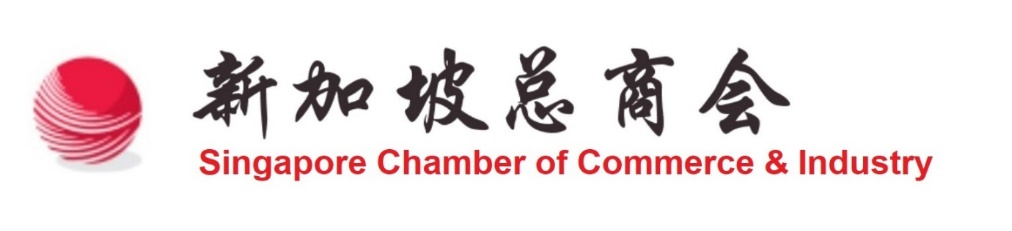 新加坡总商会
Singapore Chamber of Commerce & Industry